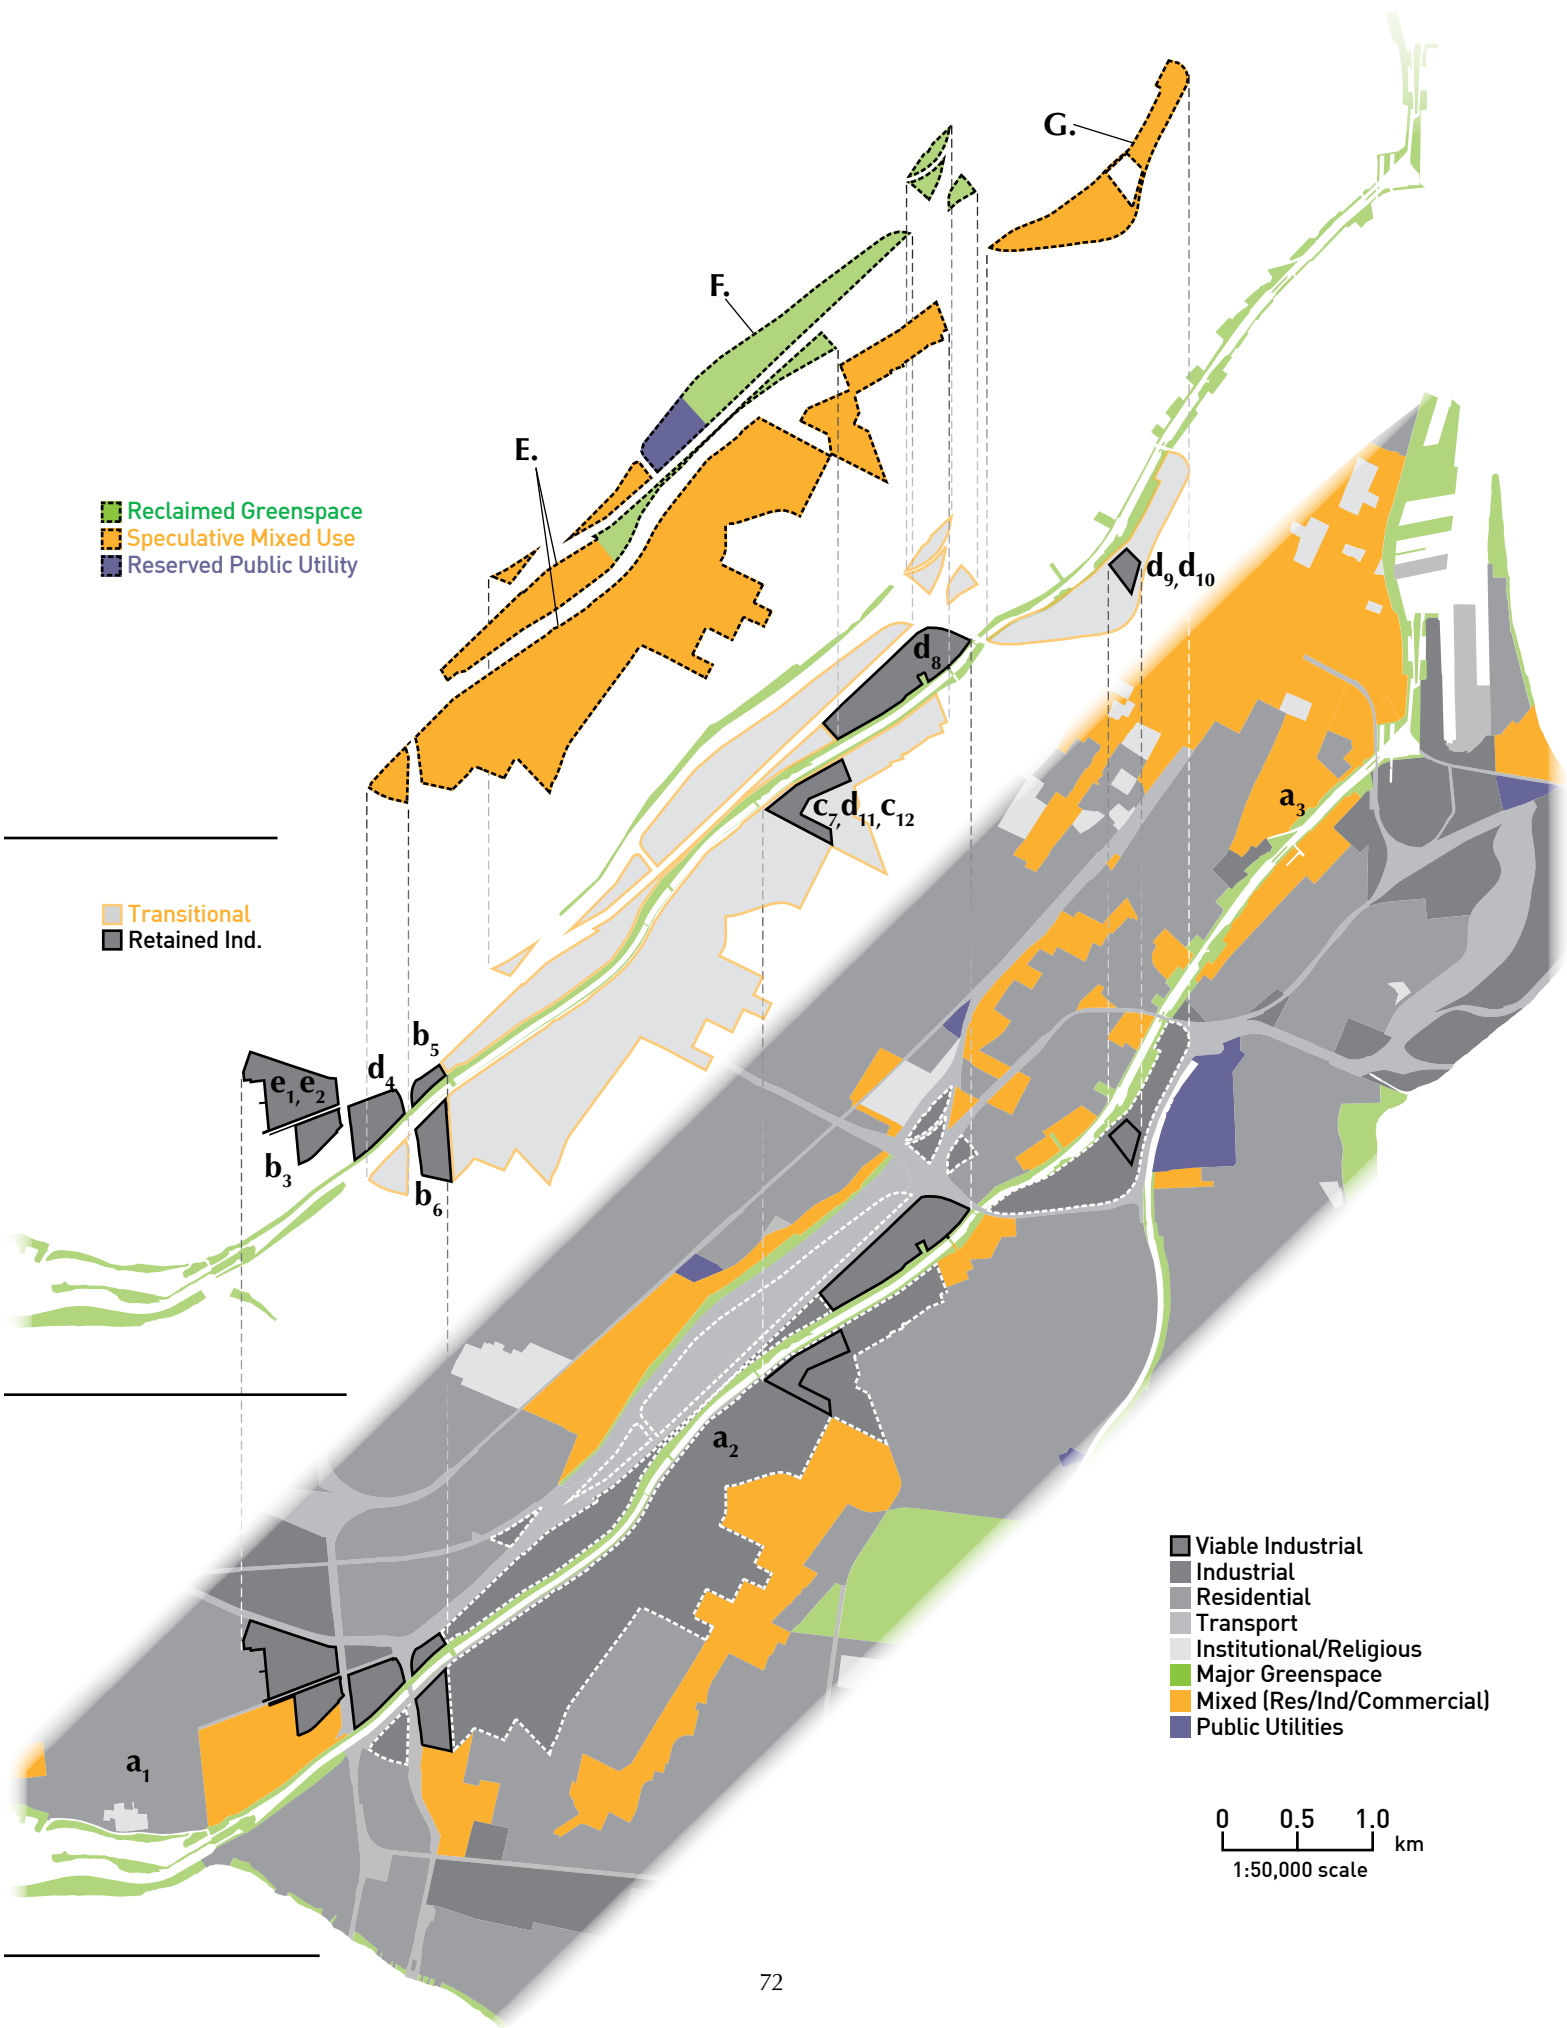 G.
F.
E.
Reclaimed Greenspace
Speculative Mixed Use
Reserved Public Utility
d9,d10
d8
a3
c7,d11,c12
Transitional
Retained Ind.
b5
d4
e1,e2
b3
b6
a2
Viable Industrial
Industrial
Residential
Transport
Institutional/Religious
Major Greenspace
Mixed (Res/Ind/Commercial)
Public Utilities
a1
0 0.5 1.0
km
1:50,000 scale
72